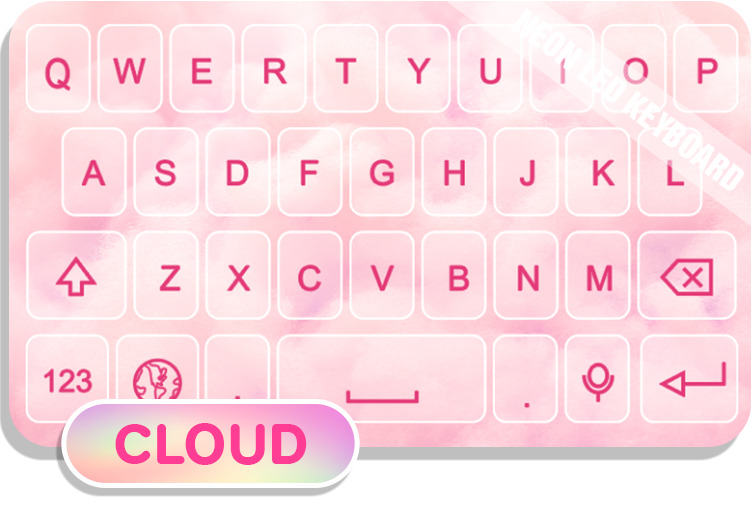 NEON LED KEYBOARD
Q W E R T Y U I O P
A S D F G H J K L
Z X C V B N M
123 . .
CLOUD